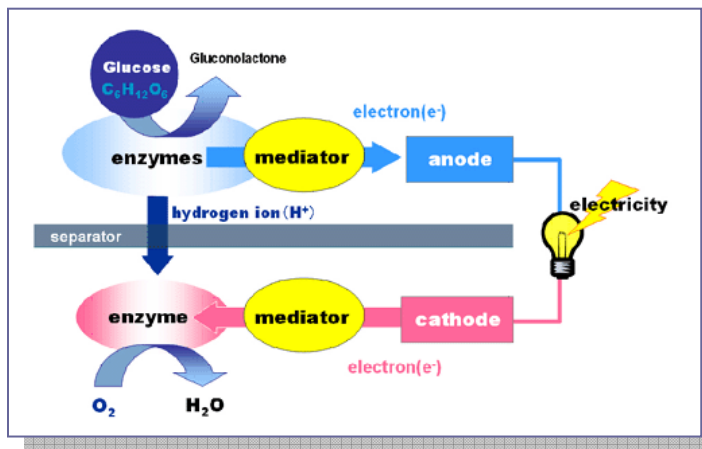 Glucose
C₆H₁₂O₆
Gluconolactone
electron(e⁻)
enzymes
mediator
anode
hydrogen ion (H⁺)
electricity
separator
enzyme
mediator
cathode
electron(e⁻)
O₂
H₂O